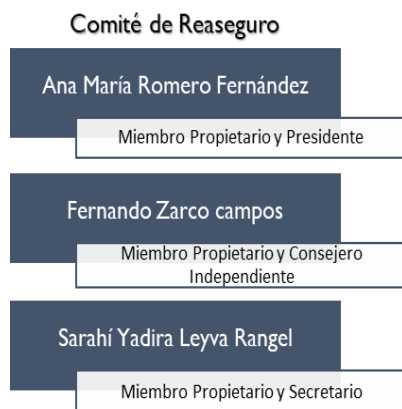 Comité de Reaseguro
Ana María Romero Fernández
Miembro Propietario y Presidente
Fernando Zarco campos
Miembro Propietario y Consejero
Independiente
Sarahí Yadira Leyva Rangel
Miembro Propietario y Secretario